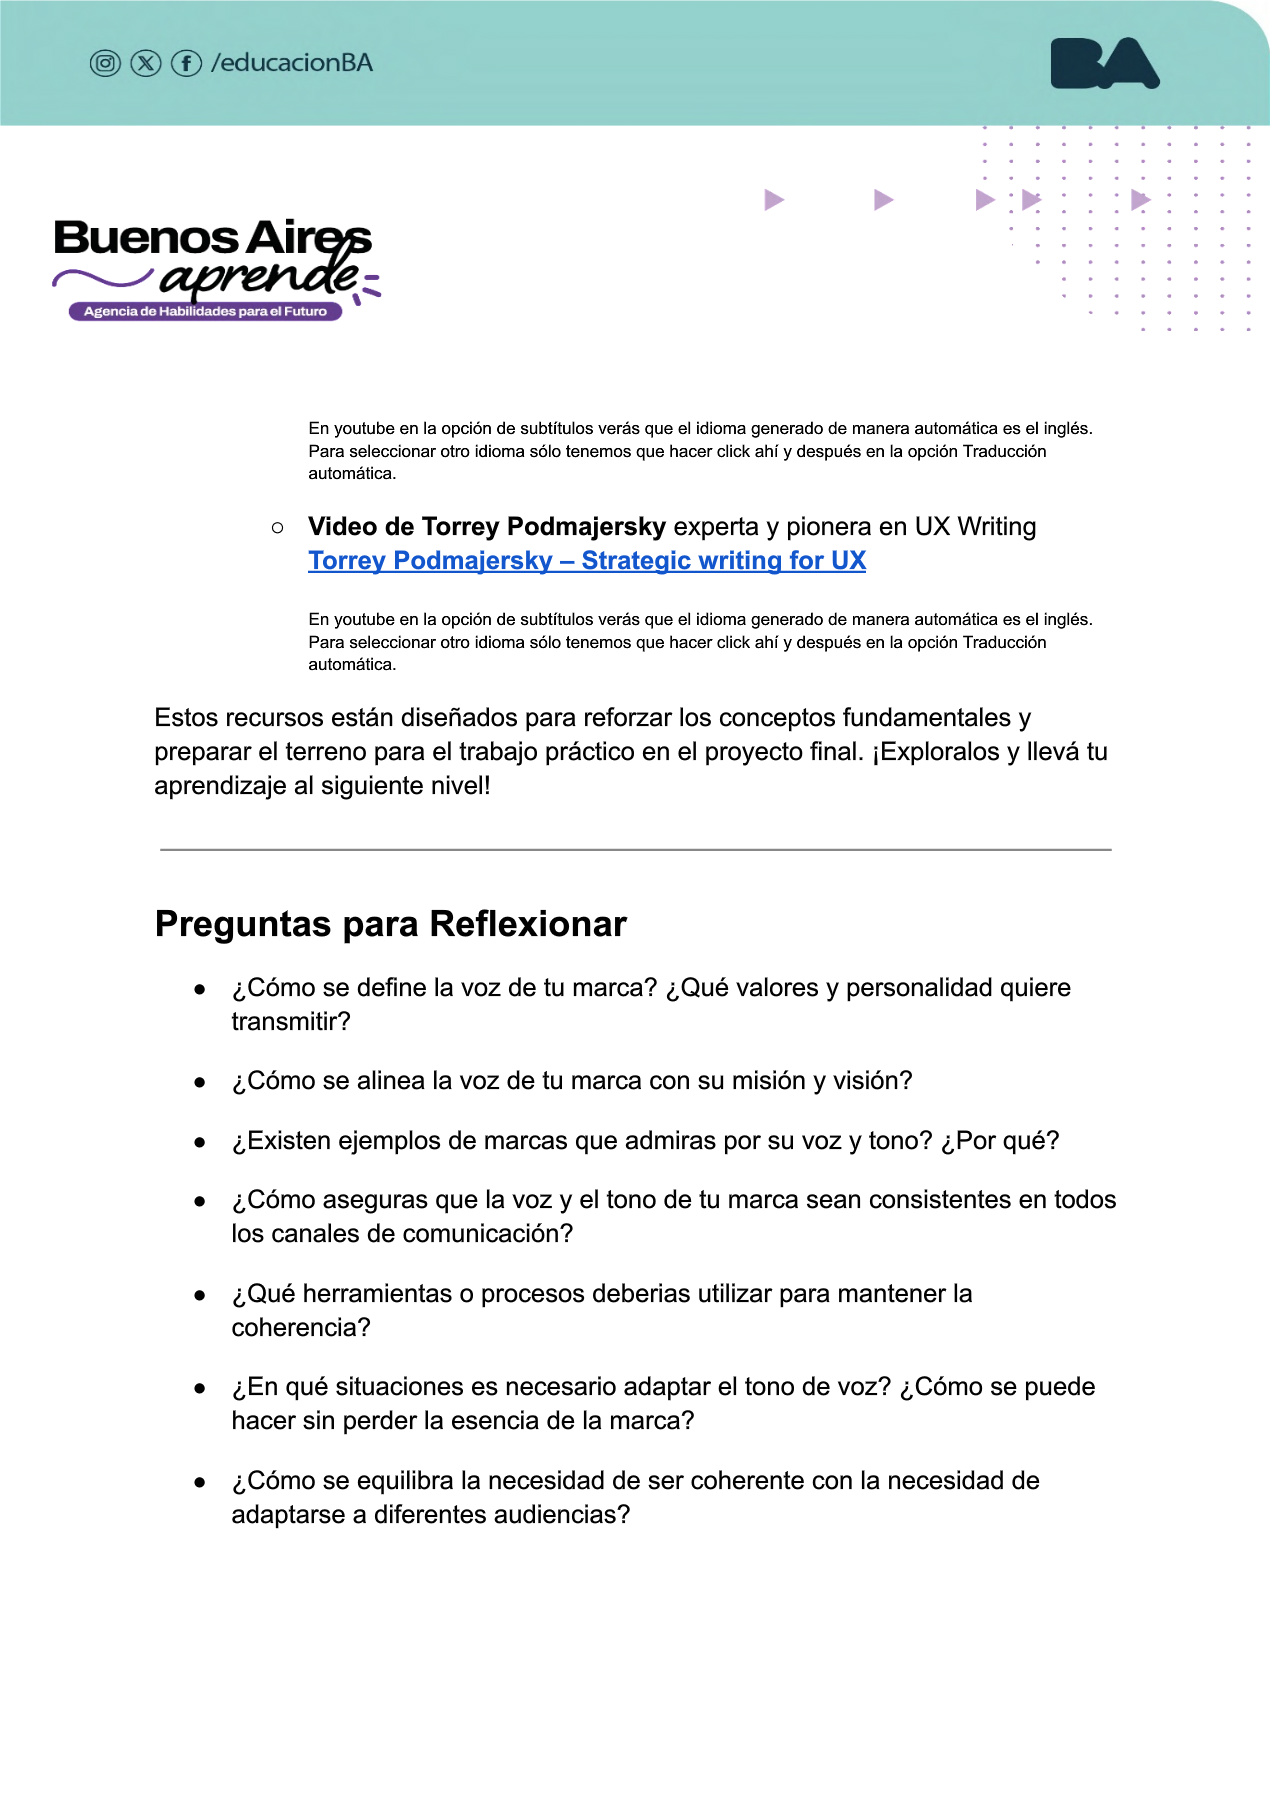 /educacionBA
BA
Buenos Aires
aprende
Agencia de Habilidades para el Futuro
En youtube en la opción de subtítulos verás que el idioma generado de manera automática es el inglés.
Para seleccionar otro idioma sólo tenemos que hacer click ahí y después en la opción Traducción
automática.
○ Video de Torrey Podmajersky experta y pionera en UX Writing
Torrey Podmajersky – Strategic writing for UX
En youtube en la opción de subtítulos verás que el idioma generado de manera automática es el inglés.
Para seleccionar otro idioma sólo tenemos que hacer click ahí y después en la opción Traducción
automática.
Estos recursos están diseñados para reforzar los conceptos fundamentales y
preparar el terreno para el trabajo práctico en el proyecto final. ¡Exploralos y llevá tu
aprendizaje al siguiente nivel!
Preguntas para Reflexionar
● ¿Cómo se define la voz de tu marca? ¿Qué valores y personalidad quiere
transmitir?
● ¿Cómo se alinea la voz de tu marca con su misión y visión?
● ¿Existen ejemplos de marcas que admiras por su voz y tono? ¿Por qué?
● ¿Cómo aseguras que la voz y el tono de tu marca sean consistentes en todos
los canales de comunicación?
● ¿Qué herramientas o procesos deberias utilizar para mantener la
coherencia?
● ¿En qué situaciones es necesario adaptar el tono de voz? ¿Cómo se puede
hacer sin perder la esencia de la marca?
● ¿Cómo se equilibra la necesidad de ser coherente con la necesidad de
adaptarse a diferentes audiencias?